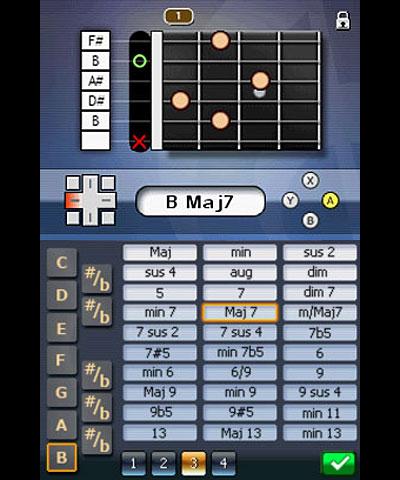 1
F#
B
A#
D#
B
X
B Maj7
Y A
B
Maj min sus 2
C sus 4 aug dim
#/b
D 5 7 dim 7
#/b min 7 Maj 7 m/Maj7
E 7 sus 2 7 sus 4 7b5
F 7#5 min 7b5 6
#/b min 6 6/9 9
G Maj 9 min 9 9 sus 4
#/b
A 9b5 9#5 min 11
#/b 13 Maj 13 min 13
B 1 2 3 4